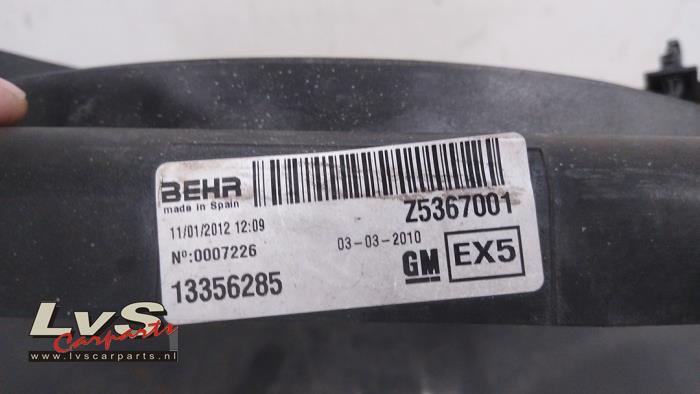 BEHR
made in Spain
Z5367001
11/01/2012 12:09
03-03-2010
Nº:0007226
GM EX5
13356285
LvS
Carparts
www.lvscarparts.nl